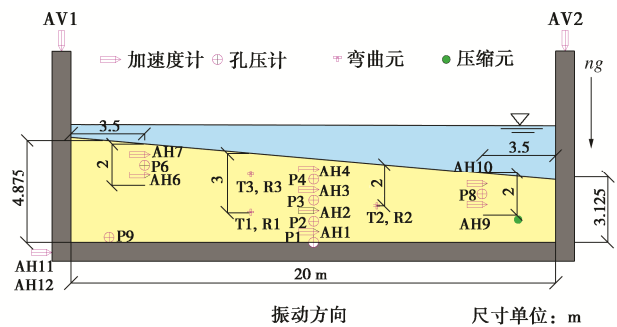 AV1
AV2
加速度计
孔压计
弯曲元
压缩元
ng
3.5
3.5
AH7
P6
AH6
2
3
T3, R3
T1, R1
P4
AH4
AH3
P3
AH2
P2
AH1
P1
2
T2, R2
AH10
P8
2
AH9
4.875
3.125
P9
AH11
AH12
20 m
振动方向
尺寸单位：m